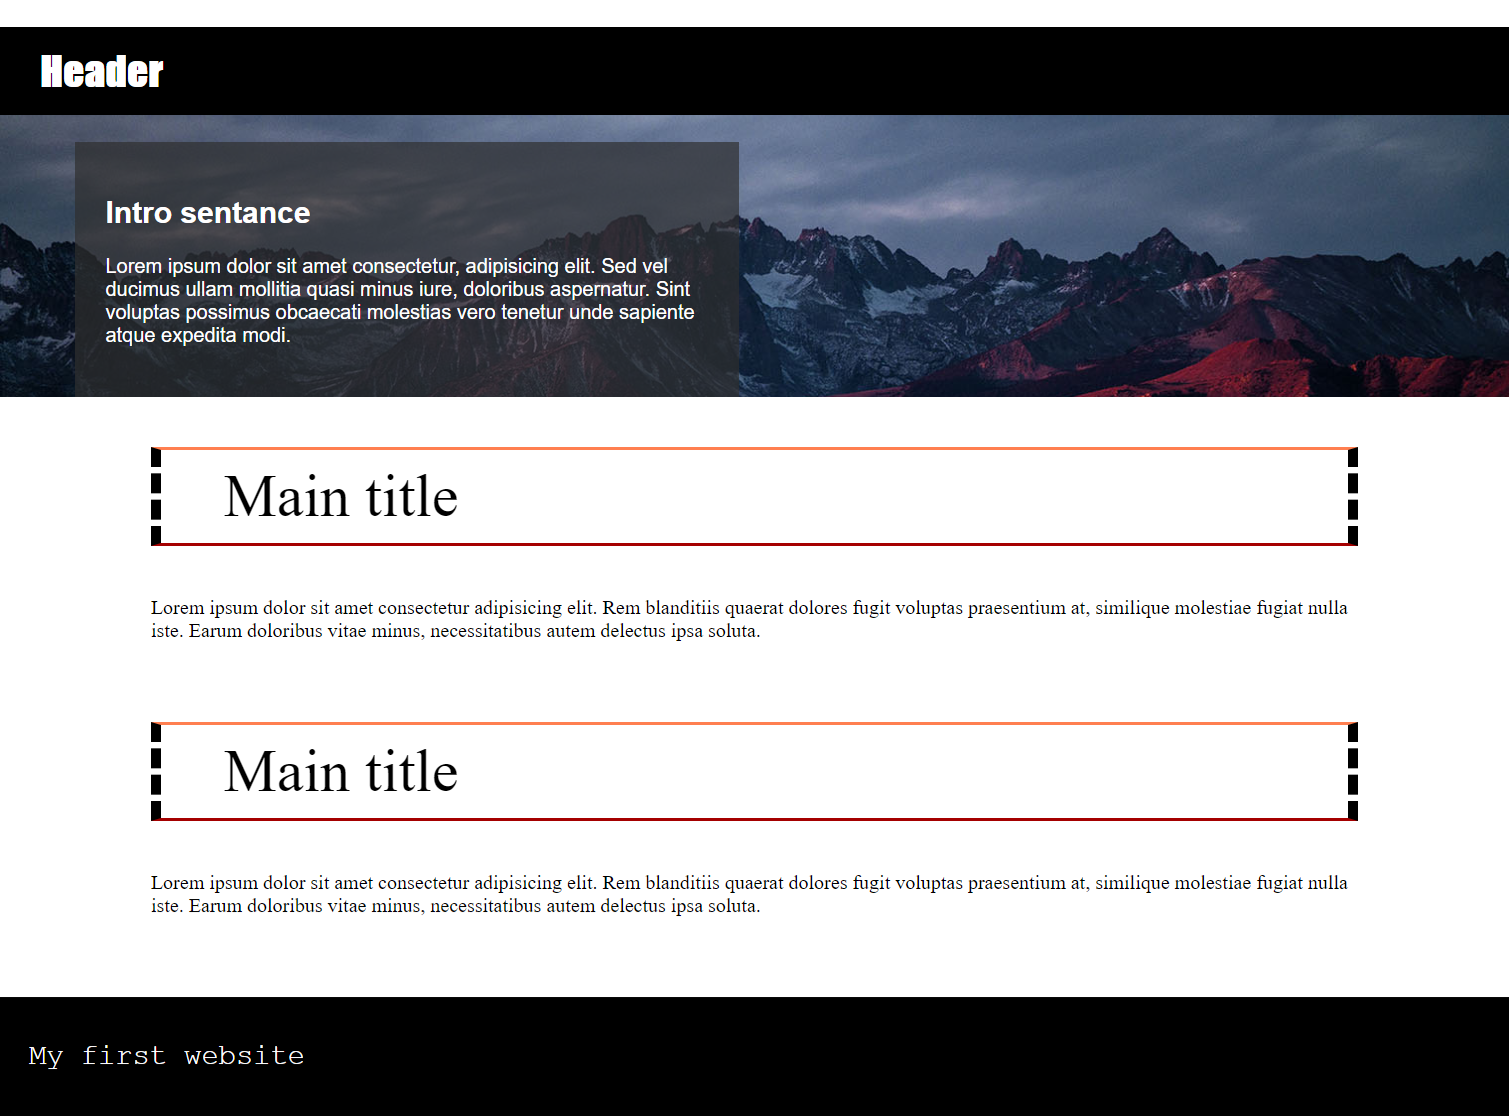 Header
Intro sentance
Lorem ipsum dolor sit amet consectetur, adipisicing elit. Sed vel
ducimus ullam mollitia quasi minus iure, doloribus aspernatur. Sint
voluptas possimus obcaecati molestias vero tenetur unde sapiente
atque expedita modi.
Main title
Lorem ipsum dolor sit amet consectetur adipisicing elit. Rem blanditiis quaerat dolores fugit voluptas praesentium at, similique molestiae fugiat nulla
iste. Earum doloribus vitae minus, necessitatibus autem delectus ipsa soluta.
Main title
Lorem ipsum dolor sit amet consectetur adipisicing elit. Rem blanditiis quaerat dolores fugit voluptas praesentium at, similique molestiae fugiat nulla
iste. Earum doloribus vitae minus, necessitatibus autem delectus ipsa soluta.
My first website